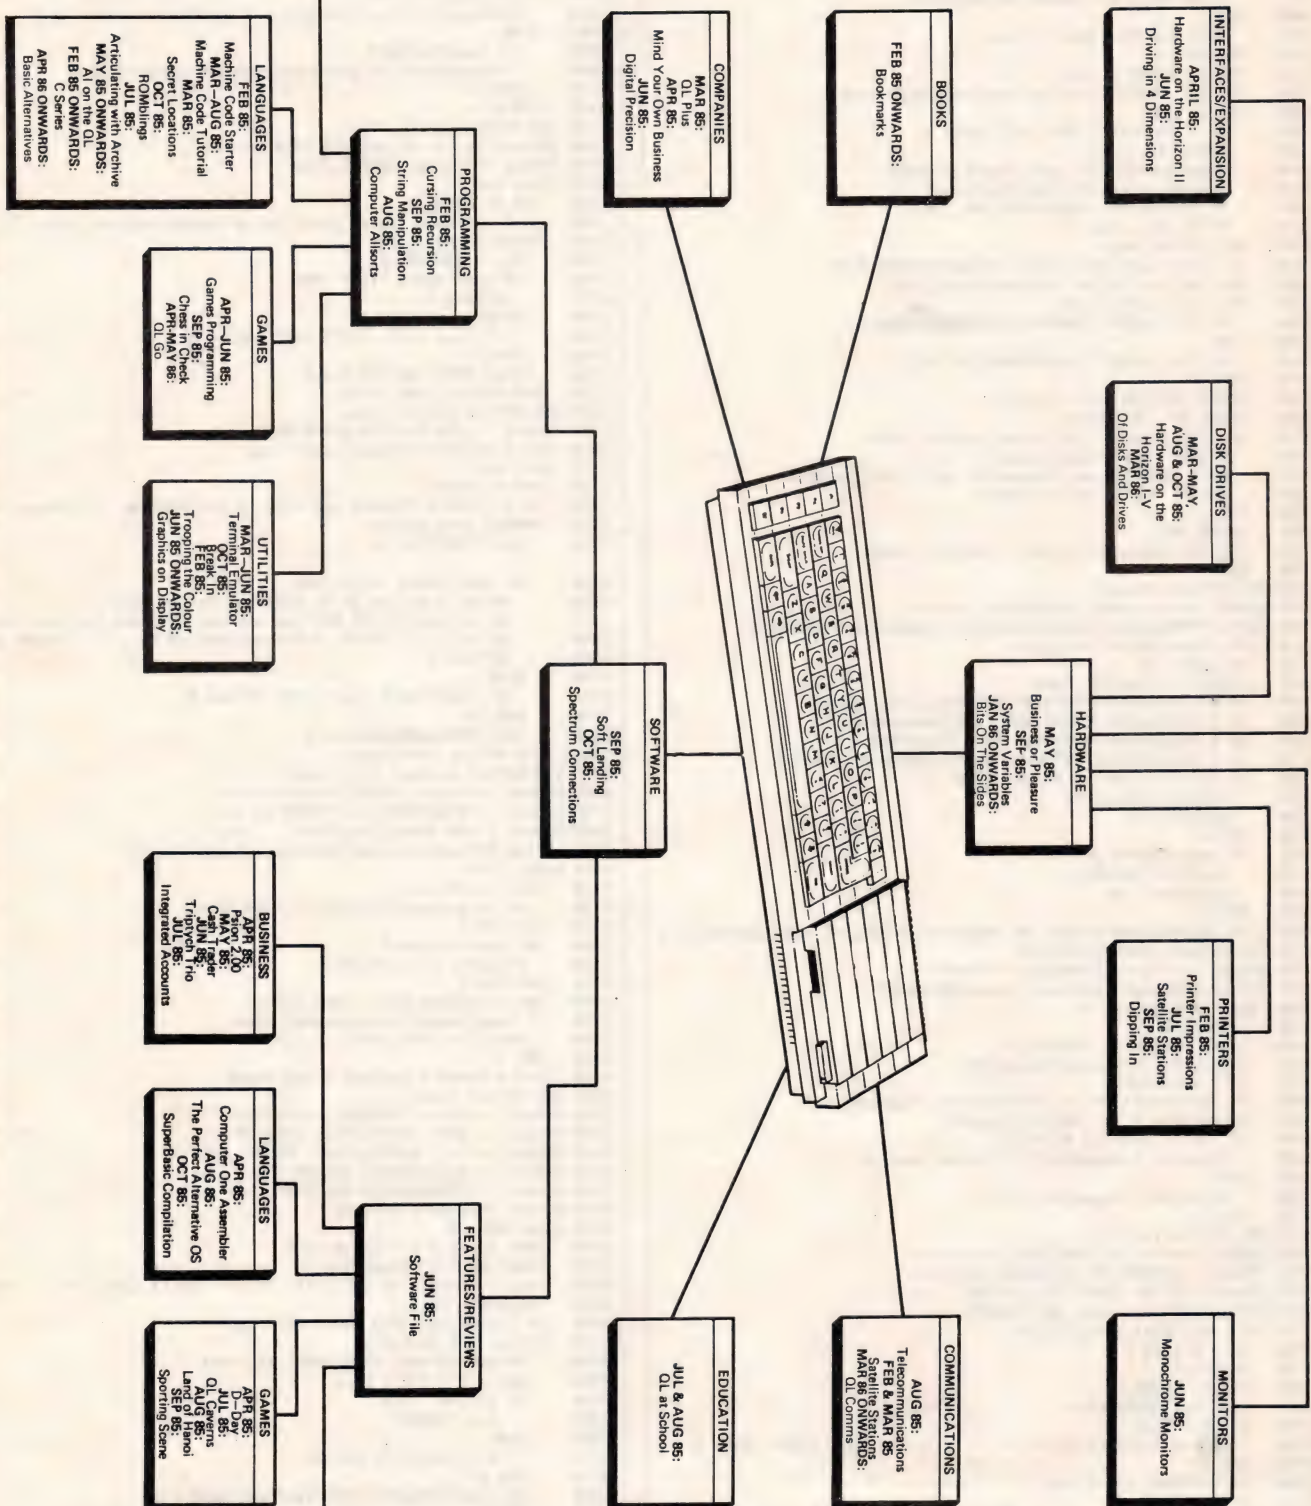 INTERFACES/EXPANSION
APRIL 85:
Hardware on the Horizon II
JUN 85:
Driving in 4 Dimensions
DISK DRIVES
MAR-MAY,
AUG & OCT 85:
Hardware on the
Horizon I-V
MAR 86:
Of Disks And Drives
HARDWARE
MAY 85:
Business or Pleasure
SEP 85:
System Variables
JAN 86 ONWARDS:
Bits On The Sides
PRINTERS
FEB 85:
Printer Impressions
JUL 85:
Satellite Stations
SEP 85:
Dipping In
MONITORS
JUN 85:
Monochrome Monitors
BOOKS
FEB 85 ONWARDS:
Bookmarks
COMMUNICATIONS
AUG 85:
Telecommunications
FEB & MAR 85
Satellite Stations
MAR 86 ONWARDS:
QL Comms
COMPANIES
MAR 85:
QL Plus
APR 85:
Mind Your Own Business
JUN 85:
Digital Precision
EDUCATION
JUL & AUG 85:
QL at School
SOFTWARE
SEP 85:
Soft Landing
OCT 85:
Spectrum Connections
PROGRAMMING
FEB 85:
Cursing Recursion
SEP 85:
String Manipulation
AUG 85:
Computer Allsorts
FEATURES/REVIEWS
JUN 85:
Software File
LANGUAGES
FEB 85:
Machine Code Starter
MAR-AUG 85:
Machine Code Tutorial
MAR 85:
Secret Locations
OCT 85:
ROMblings
JUL 85:
Articulating with Archive
MAY 85 ONWARDS:
AI on the QL
FEB 85 ONWARDS:
C Series
APR 86 ONWARDS:
Basic Alternatives
GAMES
APR-JUN 85:
Games Programming
SEP 85:
Chess in Check
APR-MAY 86:
QL Go
UTILITIES
MAR-JUN 85:
Terminal Emulator
OCT 85:
Break In
FEB 85:
Trooping the Colour
JUN 85 ONWARDS:
Graphics on Display
BUSINESS
APR 85:
Psion 2.00
MAY 85:
Cash Trader
JUN 85:
Triptych Trio
JUL 85:
Integrated Accounts
LANGUAGES
APR 85:
Computer One Assembler
AUG 85:
The Perfect Alternative OS
OCT 85:
SuperBasic Compilation
GAMES
APR 85:
D-Day
JUL 85:
QL Caverns
AUG 85:
Land of Hanoi
SEP 85:
Sporting Scene